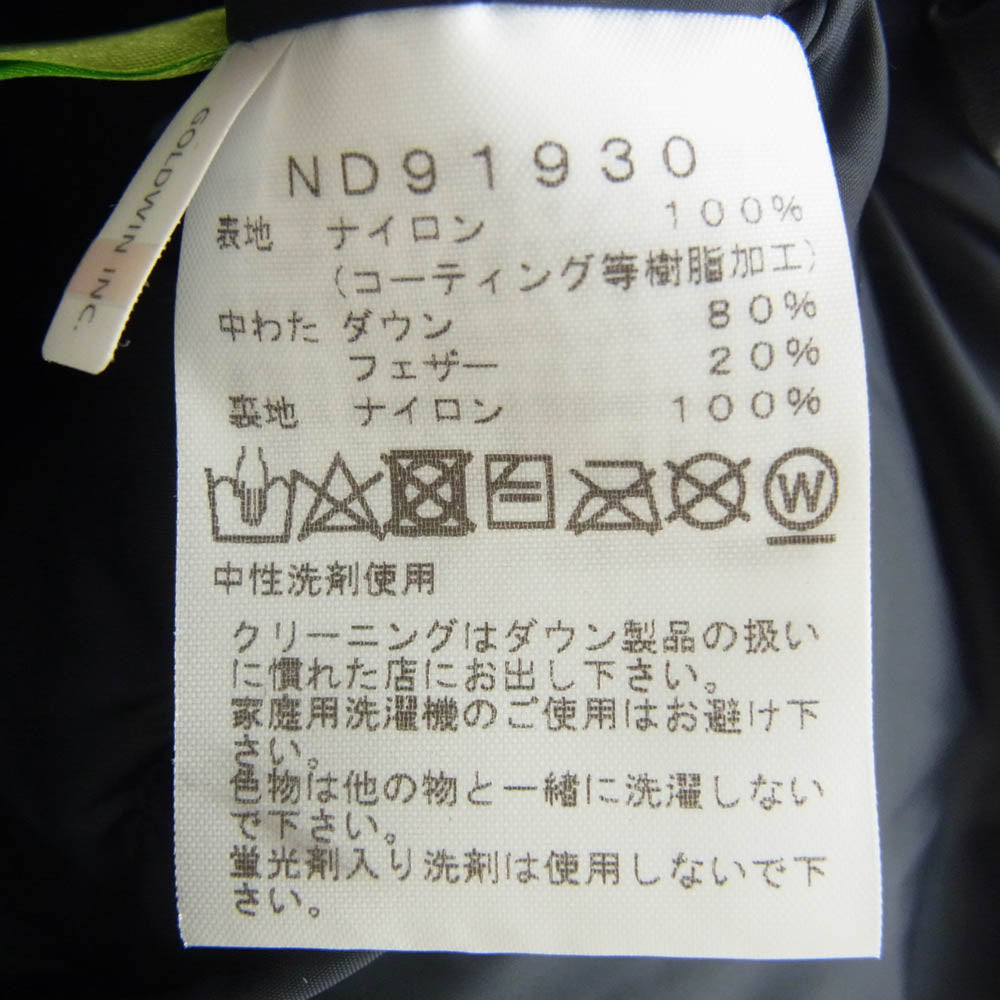 GOLDWIN INC.
ND91930
表地 ナイロン 100%
(コーティング等樹脂加工)
中わた ダウン 80%
フェザー 20%
裏地 ナイロン 100%
W
中性洗剤使用
クリーニングはダウン製品の扱い
に慣れた店にお出し下さい。
家庭用洗濯機のご使用はお避け下
さい。
色物は他の物と一緒に洗濯しない
で下さい。
蛍光剤入り洗剤は使用しないで下
さい。